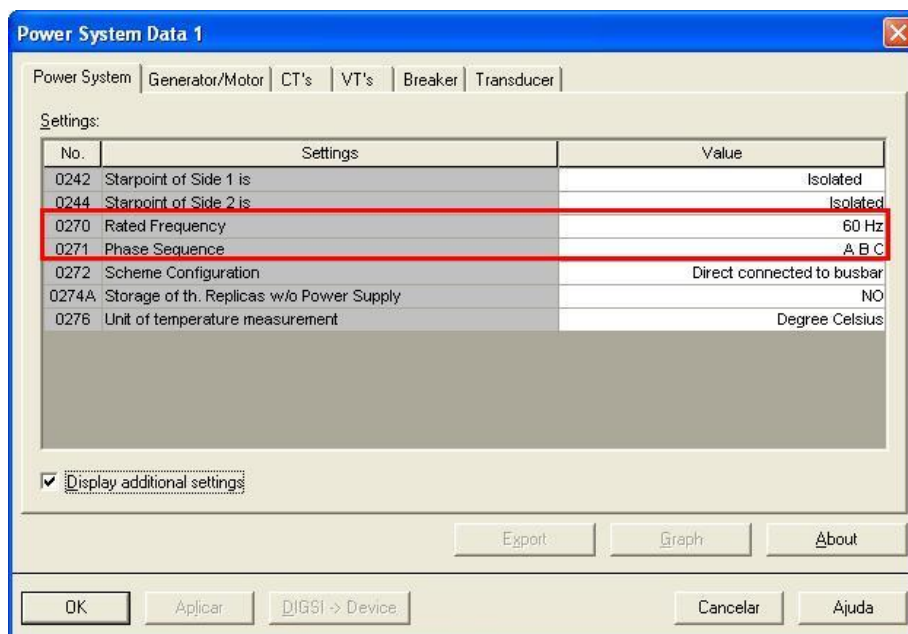 Power System Data 1
Power System Generator/Motor CT's VT's Breaker Transducer
Settings:
No. Settings Value
0242 Starpoint of Side 1 is Isolated
0244 Starpoint of Side 2 is Isolated
0270 Rated Frequency 60 Hz
0271 Phase Sequence A B C
0272 Scheme Configuration Direct connected to busbar
0274A Storage of th. Replicas w/o Power Supply NO
0276 Unit of temperature measurement Degree Celsius
Display additional settings
Export Graph About
OK Aplicar DIGSI -> Device Cancelar Ajuda